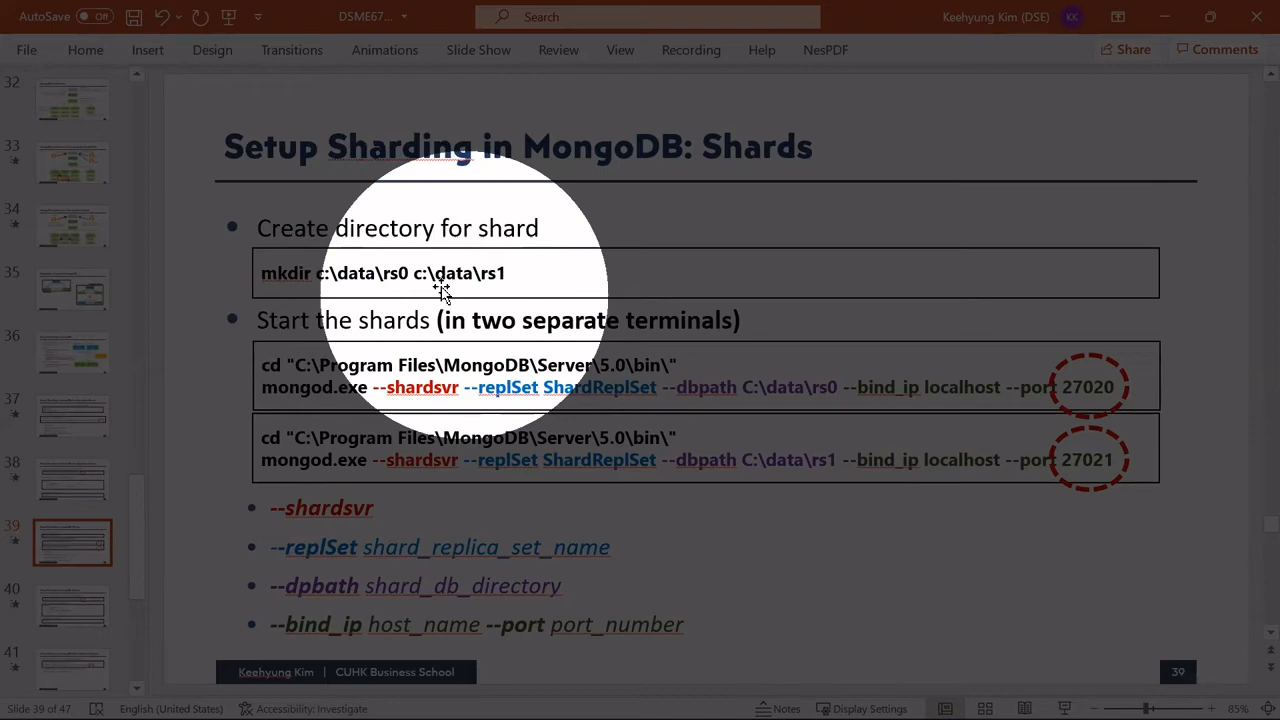 AutoSave Off DSME67... Search Keehyung Kim (DSE) KK
File Home Insert Design Transitions Animations Slide Show Review View Recording Help NesPDF Share Comments
32
33
34
35
36
37
38
39
40
41
Setup Sharding in MongoDB: Shards
Create directory for shard
mkdir c:\data\rs0 c:\data\rs1
Start the shards (in two separate terminals)
cd "C:\Program Files\MongoDB\Server\5.0\bin\"
mongod.exe --shardsvr --replSet ShardReplSet --dbpath C:\data\rs0 --bind_ip localhost --port 27020
cd "C:\Program Files\MongoDB\Server\5.0\bin\"
mongod.exe --shardsvr --replSet ShardReplSet --dbpath C:\data\rs1 --bind_ip localhost --port 27021
--shardsvr
--replSet shard_replica_set_name
--dpbath shard_db_directory
--bind_ip host_name --port port_number
Keehyung Kim | CUHK Business School 39
Slide 39 of 47 English (United States) Accessibility: Investigate Notes Display Settings 85%